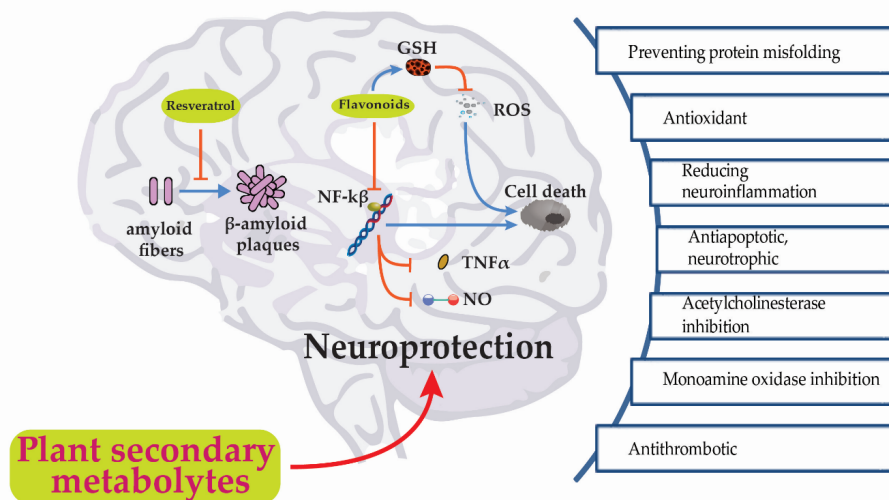 GSH
Resveratrol
Flavonoids
ROS
NF-kβ
Cell death
amyloid
fibers
β-amyloid
plaques
TNFα
NO
Neuroprotection
Plant secondary
metabolytes
Preventing protein misfolding
Antioxidant
Reducing
neuroinflammation
Antiapoptotic,
neurotrophic
Acetylcholinesterase
inhibition
Monoamine oxidase inhibition
Antithrombotic